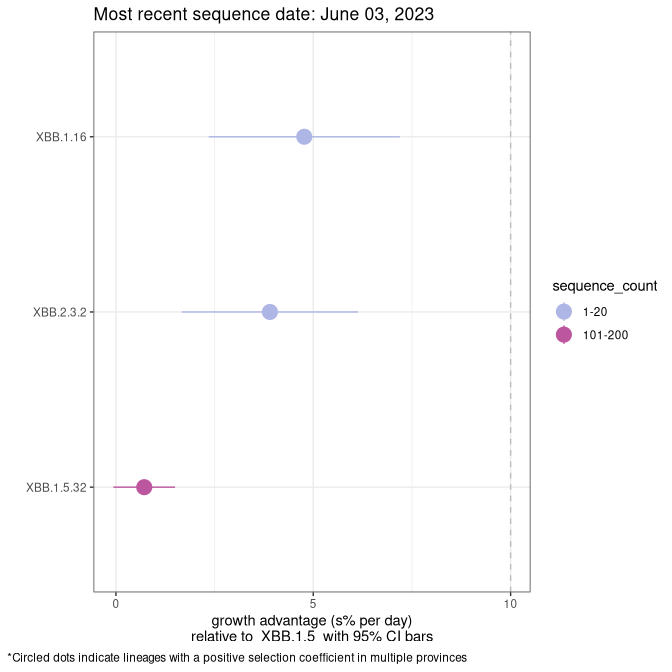 Most recent sequence date: June 03, 2023
XBB.1.16
XBB.2.3.2
XBB.1.5.32
sequence_count
1-20
101-200
0
5
10
growth advantage (s% per day)
relative to XBB.1.5 with 95% CI bars
*Circled dots indicate lineages with a positive selection coefficient in multiple provinces